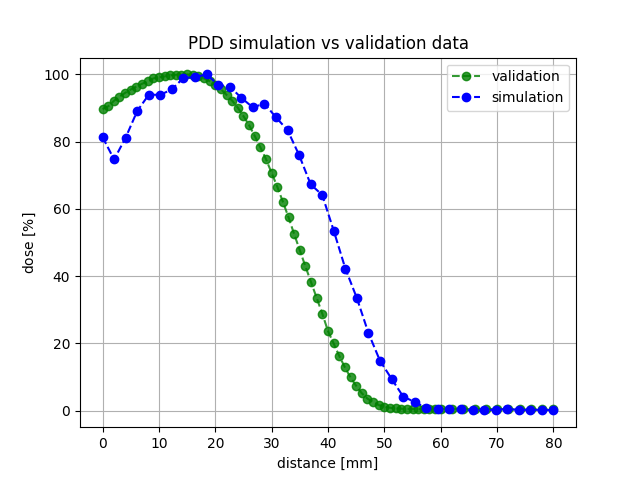 PDD simulation vs validation data
validation
simulation
100
80
60
40
20
0
dose [%]
0 10 20 30 40 50 60 70 80
distance [mm]